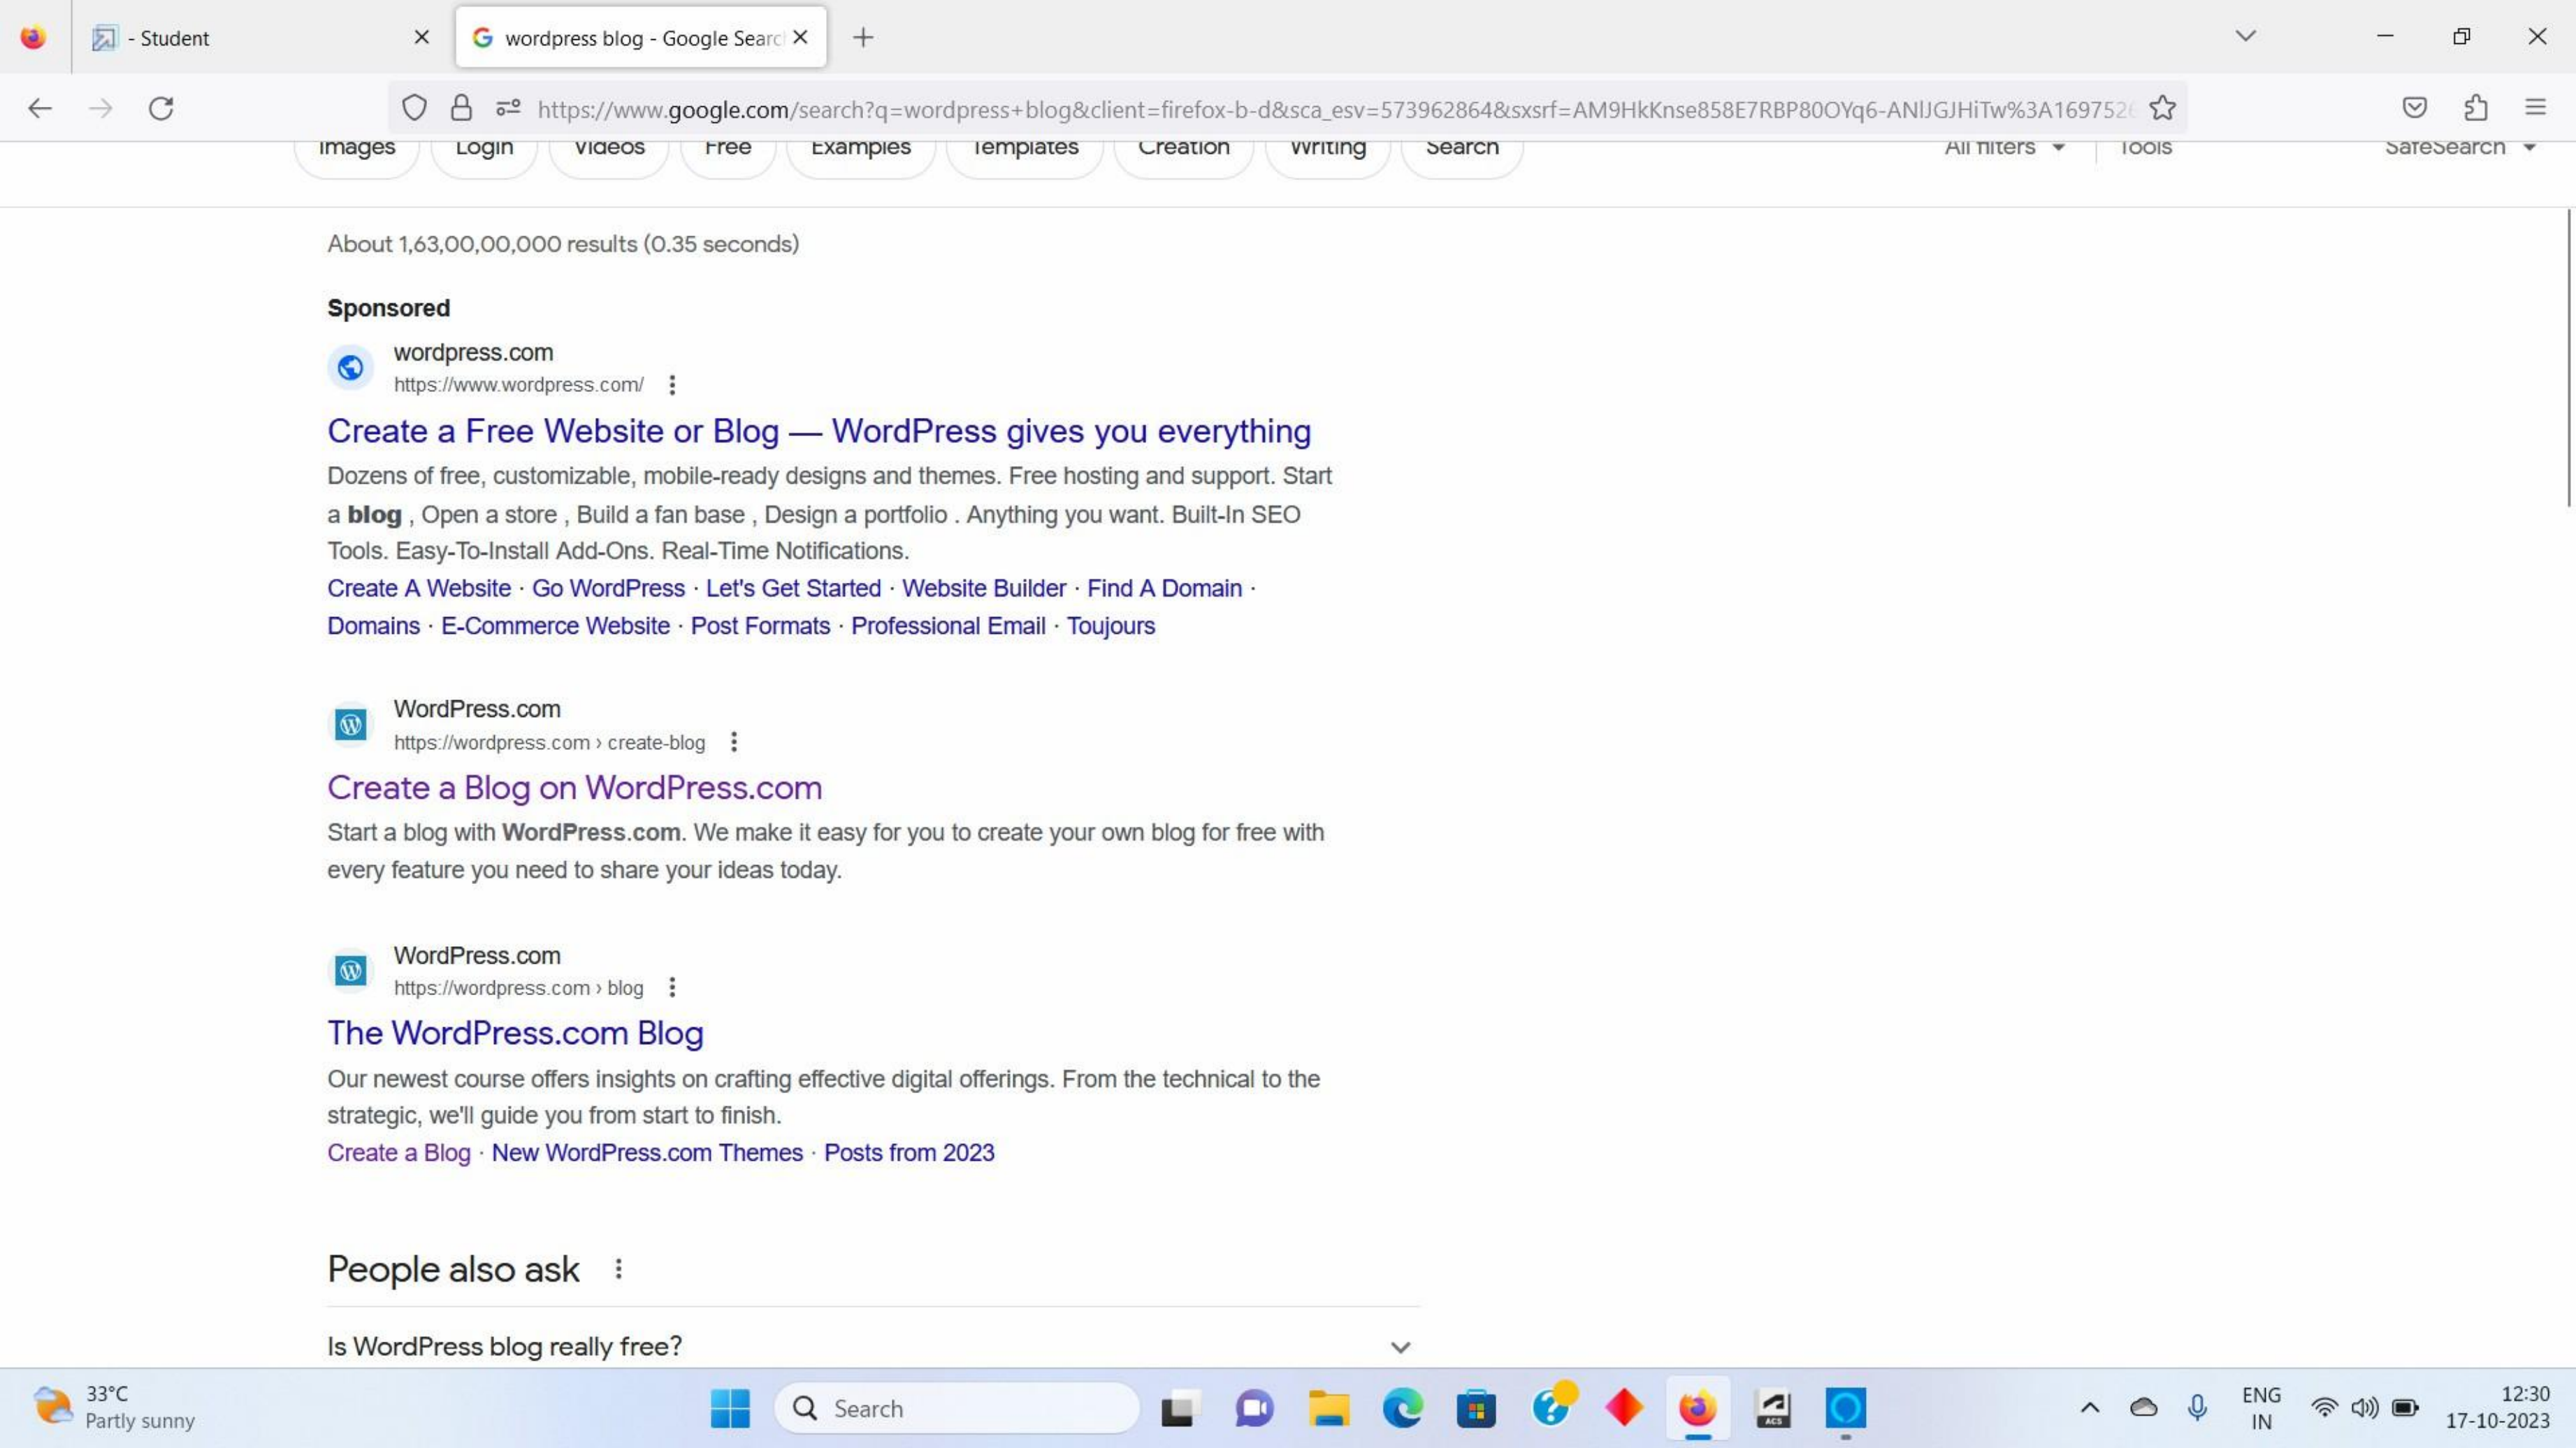 - Student
wordpress blog - Google Searc
https://www.google.com/search?q=wordpress+blog&client=firefox-b-d&sca_esv=573962864&sxsrf=AM9HkKnse858E7RBP80OYq6-ANlJGJHiTw%3A1697526
Images Login Videos Free Examples Templates Creation Writing Search All filters Tools SafeSearch
About 1,63,00,00,000 results (0.35 seconds)
Sponsored
wordpress.com
https://www.wordpress.com/
Create a Free Website or Blog — WordPress gives you everything
Dozens of free, customizable, mobile-ready designs and themes. Free hosting and support. Start
a blog , Open a store , Build a fan base , Design a portfolio . Anything you want. Built-In SEO
Tools. Easy-To-Install Add-Ons. Real-Time Notifications.
Create A Website · Go WordPress · Let's Get Started · Website Builder · Find A Domain ·
Domains · E-Commerce Website · Post Formats · Professional Email · Toujours
WordPress.com
https://wordpress.com › create-blog
Create a Blog on WordPress.com
Start a blog with WordPress.com. We make it easy for you to create your own blog for free with
every feature you need to share your ideas today.
WordPress.com
https://wordpress.com › blog
The WordPress.com Blog
Our newest course offers insights on crafting effective digital offerings. From the technical to the
strategic, we'll guide you from start to finish.
Create a Blog · New WordPress.com Themes · Posts from 2023
People also ask
Is WordPress blog really free?
33°C
Partly sunny
Search
ACS
ENG
IN
12:30
17-10-2023